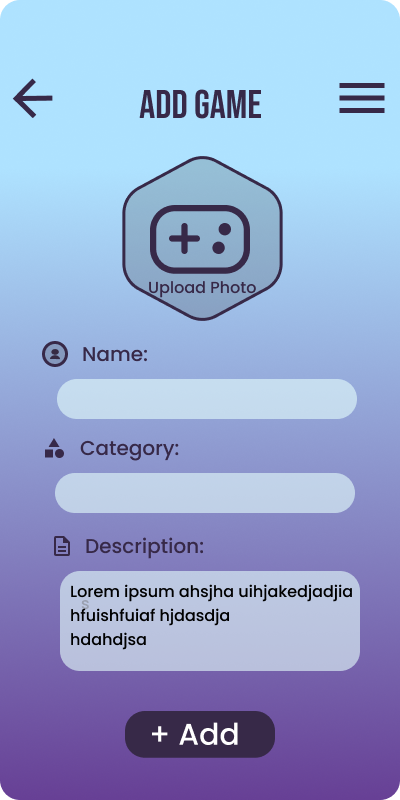 ADD GAME
Upload Photo
Name:
Category:
Description:
Lorem ipsum ahsjha uihjakedjadjia
s
hfuishfuiaf hjdasdja
hdahdjsa
+ Add